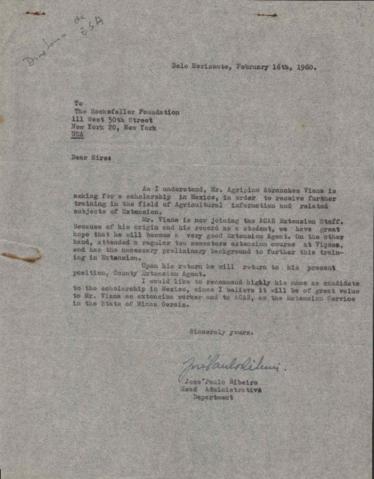 Diretoria de
ESA
Belo Horizonte, February 16th, 1960.
To
The Rockefeller Foundation
111 West 50th Street
New York 20, New York
USA
Dear Sirs:
As I understand, Mr. Agripino Abranches Viana is
asking for a scholarship in Mexico, in order to receive further
training in the field of Agricultural information and related
subjects of Extension.
Mr. Viana is now joining the ACAR Extension Staff.
Because of his origin and his record as a student, we have great
hope that he will become a very good Extension Agent. On the other
hand, attended a regular two semesters extension course at Viçosa,
and has the necessary preliminary background to further this train-
ing in Extension.
Upon his return he will return to his present
position, County Extension Agent.
I would like to recommend highly his name as candidate
to the scholarship in Mexico, since I believe it will be of great value
to Mr. Viana as extension worker and to ACAR, as the Extension Service
in the State of Minas Gerais.
Sincerely yours,
José Paulo Ribeiro
José Paulo Ribeiro
Head Administrative
Department